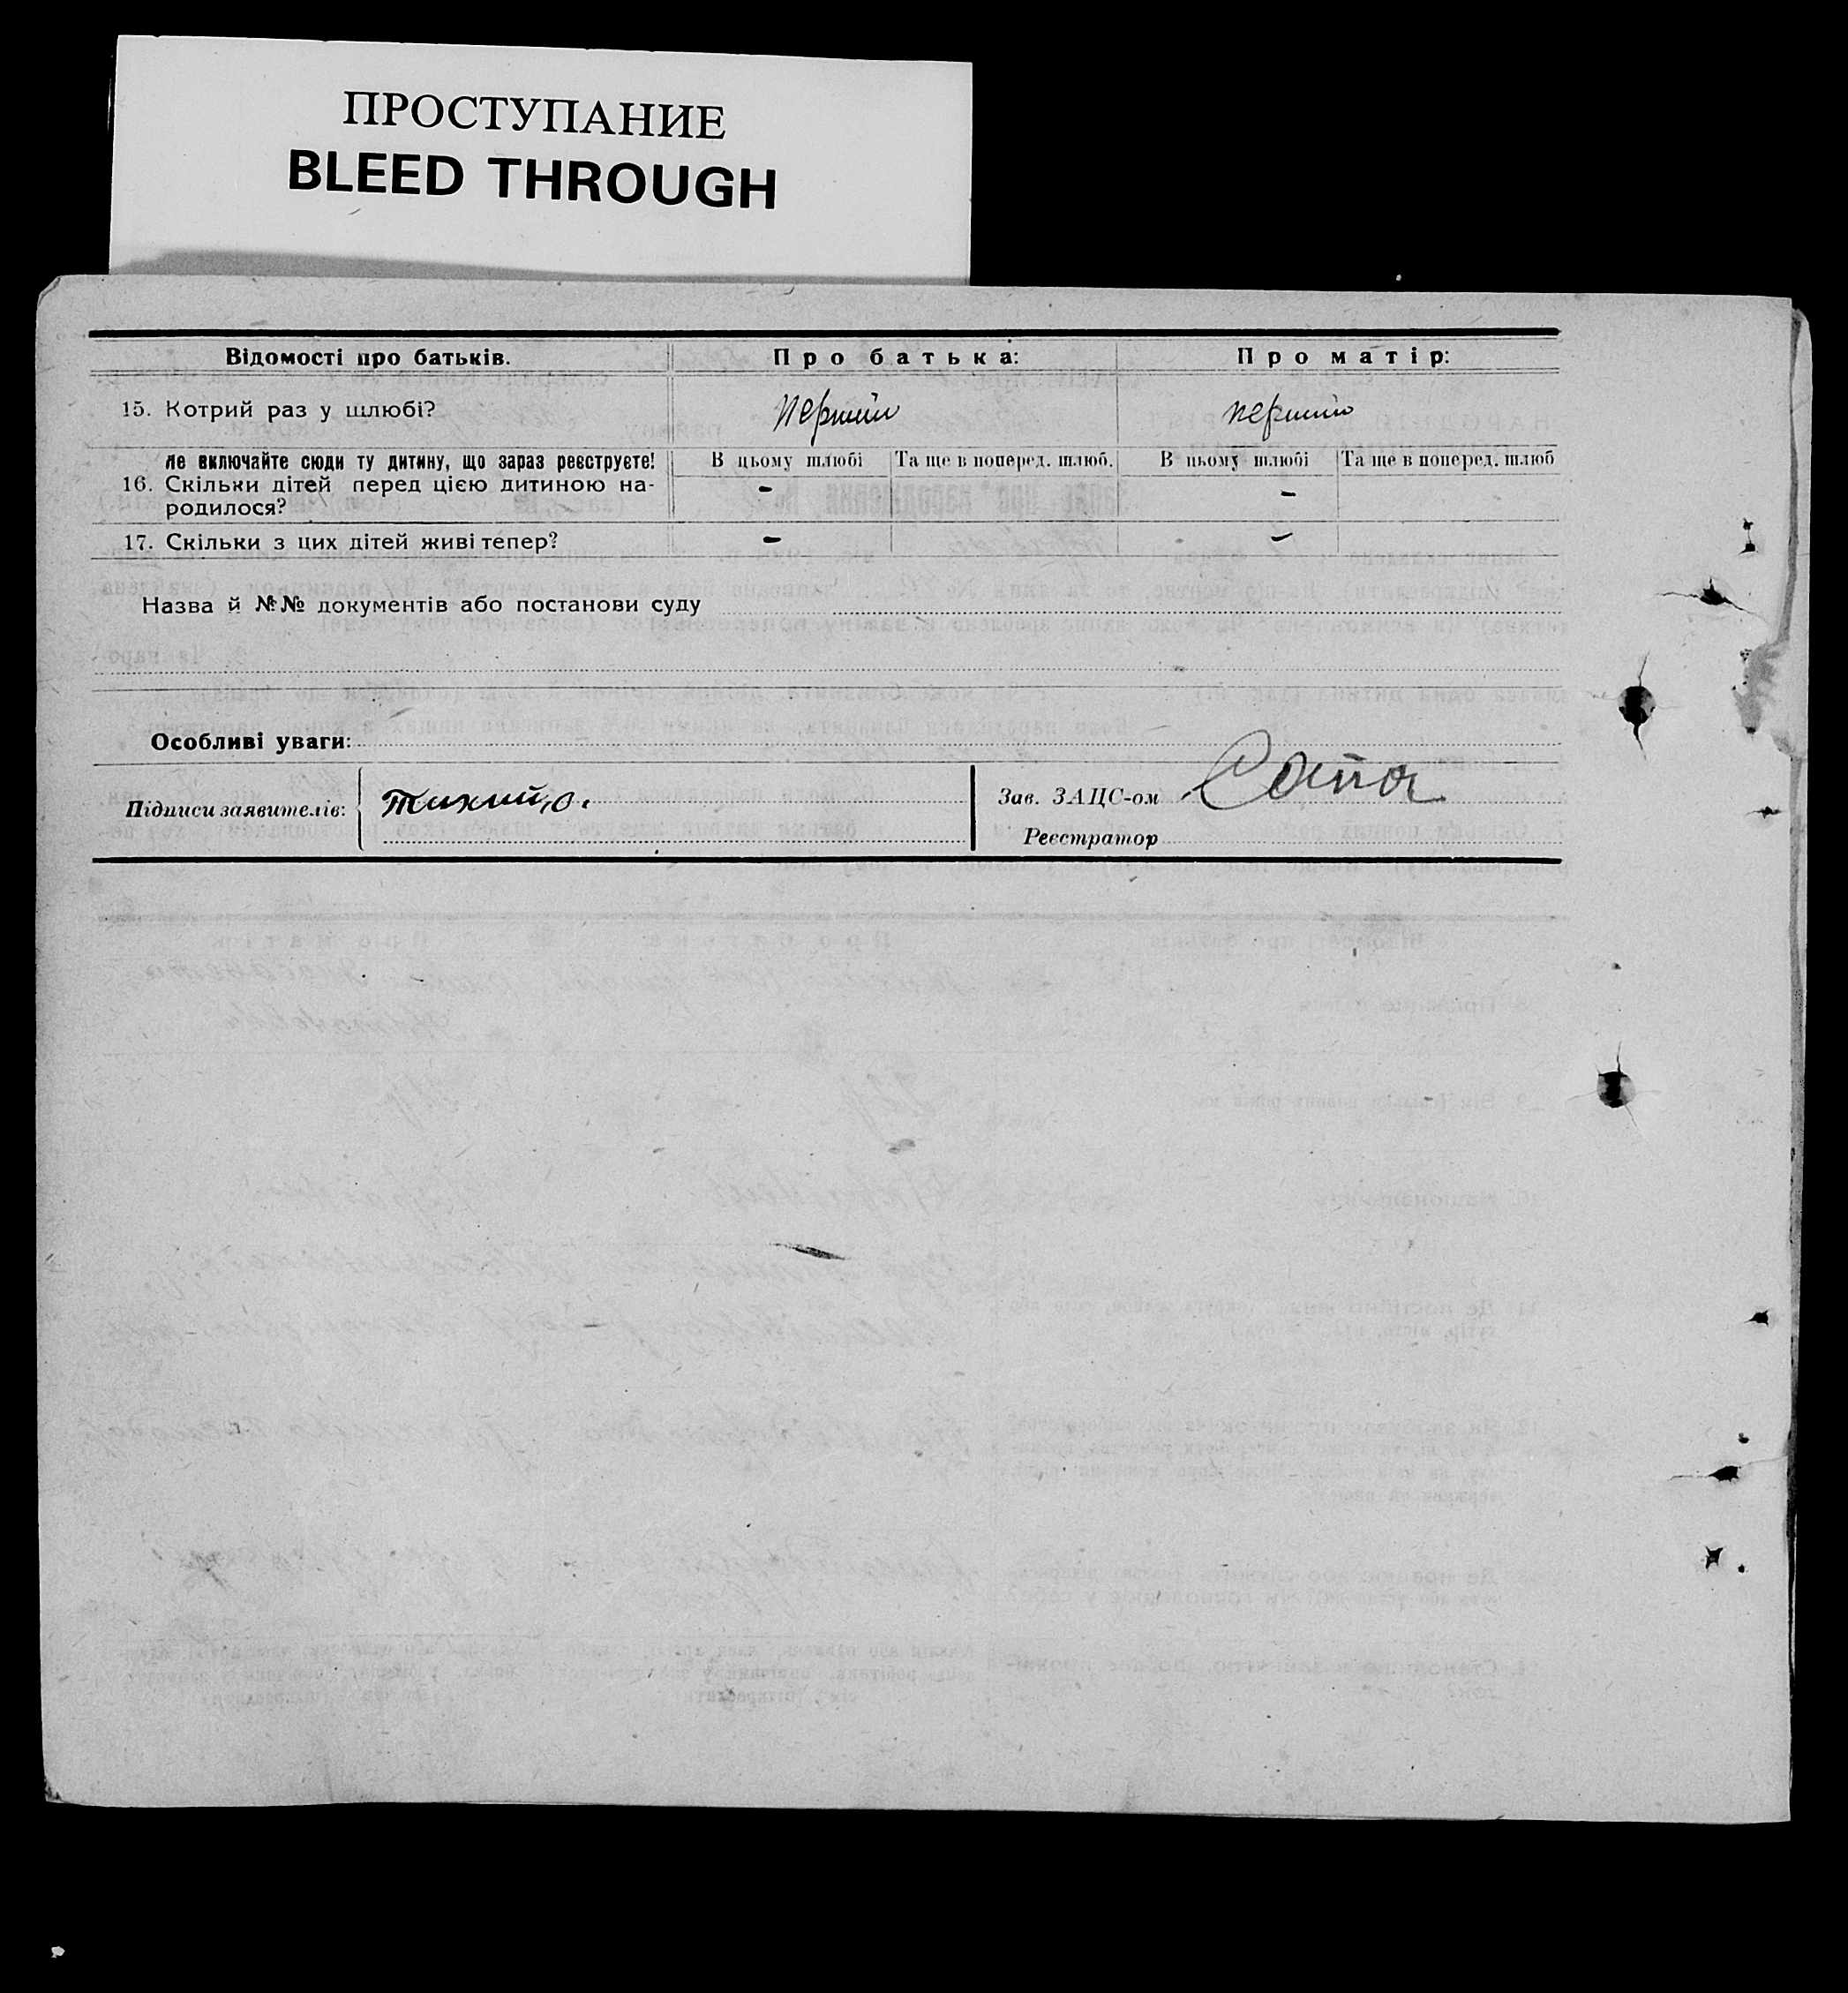 ПРОСТУПАНИЕ
BLEED THROUGH
Відомості про батьків. Про батька: Про матір:
15. Котрий раз у шлюбі? перший перший
Не включайте сюди ту дитину, що зараз реєструєте! В цьому шлюбі Та ще в поперед. шлюб. В цьому шлюбі Та ще в поперед. шлюб
16. Скільки дітей перед цією дитиною на-
родилося? - -
17. Скільки з цих дітей живі тепер? - -
Назва й №№ документів або постанови суду
Особливі уваги:
Підписи заявителів: Тихий
Зав. ЗАЦС-ом
Реєстратор